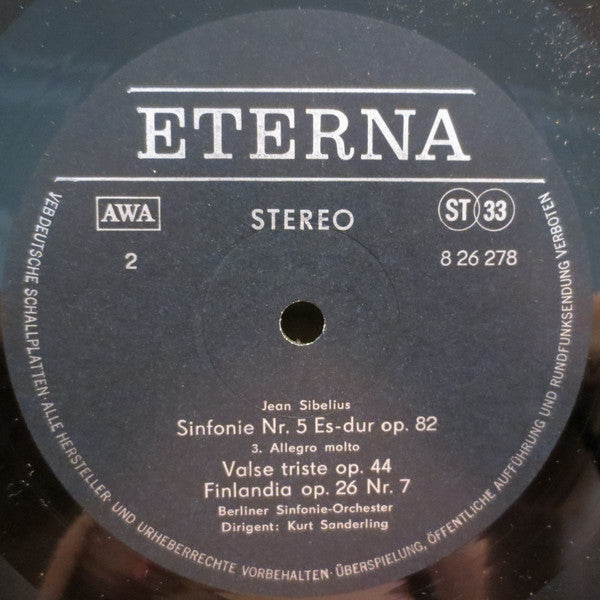 ETERNA
AWA
STEREO
ST 33
2
8 26 278
Jean Sibelius
Sinfonie Nr. 5 Es-dur op. 82
3. Allegro molto
Valse triste op. 44
Finlandia op. 26 Nr. 7
Berliner Sinfonie-Orchester
Dirigent: Kurt Sanderling
VEB DEUTSCHE SCHALLPLATTEN · ALLE HERSTELLER- UND URHEBERRECHTE VORBEHALTEN · ÜBERSPIELUNG, ÖFFENTLICHE AUFFÜHRUNG UND RUNDFUNKSENDUNG VERBOTEN